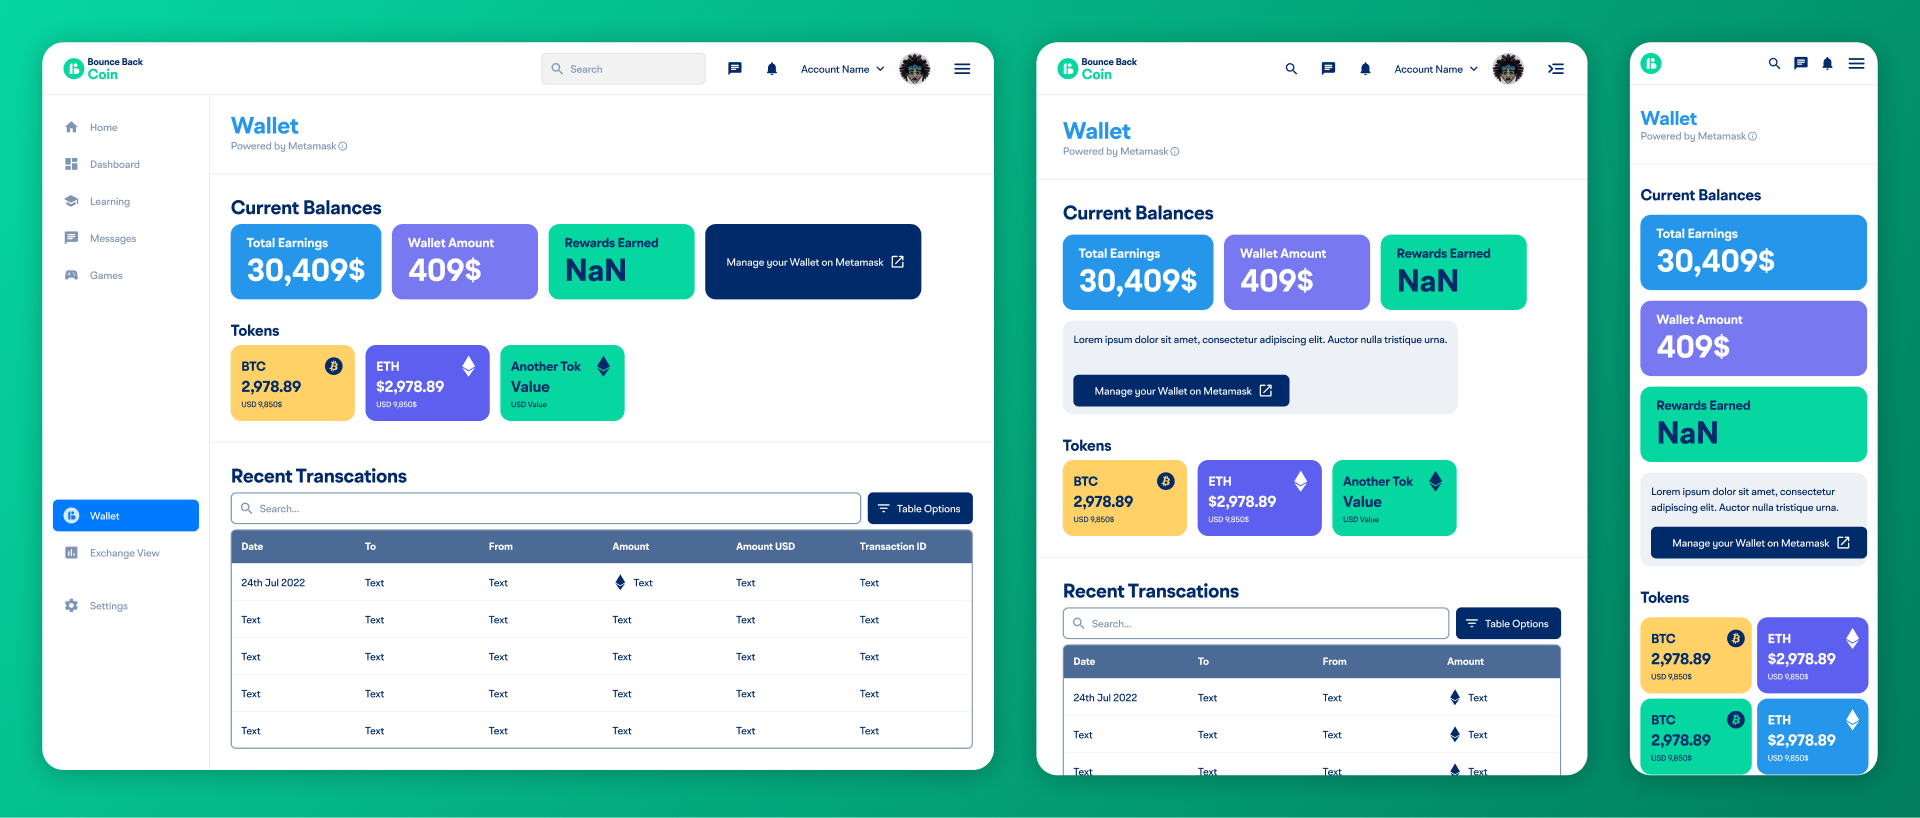 Bounce Back
Coin
Search
Account Name
Home
Dashboard
Learning
Messages
Games
Wallet
Exchange View
Settings
Wallet
Powered by Metamask
Current Balances
Total Earnings
30,409$
Wallet Amount
409$
Rewards Earned
NaN
Manage your Wallet on Metamask
Tokens
BTC
2,978.89
USD 9,850$
ETH
$2,978.89
USD 9,850$
Another Tok
Value
USD Value
Recent Transcations
Search...
Table Options
Date To From Amount Amount USD Transaction ID
24th Jul 2022 Text Text Text Text Text
Text Text Text Text Text Text
Text Text Text Text Text Text
Text Text Text Text Text Text
Text Text Text Text Text Text
Bounce Back
Coin
Account Name
Wallet
Powered by Metamask
Current Balances
Total Earnings
30,409$
Wallet Amount
409$
Rewards Earned
NaN
Lorem ipsum dolor sit amet, consectetur adipiscing elit. Auctor nulla tristique urna.
Manage your Wallet on Metamask
Tokens
BTC
2,978.89
USD 9,850$
ETH
$2,978.89
USD 9,850$
Another Tok
Value
USD Value
Recent Transcations
Search...
Table Options
Date To From Amount
24th Jul 2022 Text Text Text
Text Text Text Text
Text Text Text Text
Wallet
Powered by Metamask
Current Balances
Total Earnings
30,409$
Wallet Amount
409$
Rewards Earned
NaN
Lorem ipsum dolor sit amet, consectetur
adipiscing elit. Auctor nulla tristique urna.
Manage your Wallet on Metamask
Tokens
BTC
2,978.89
USD 9,850$
ETH
$2,978.89
USD 9,850$
BTC
2,978.89
USD 9,850$
ETH
$2,978.89
USD 9,850$